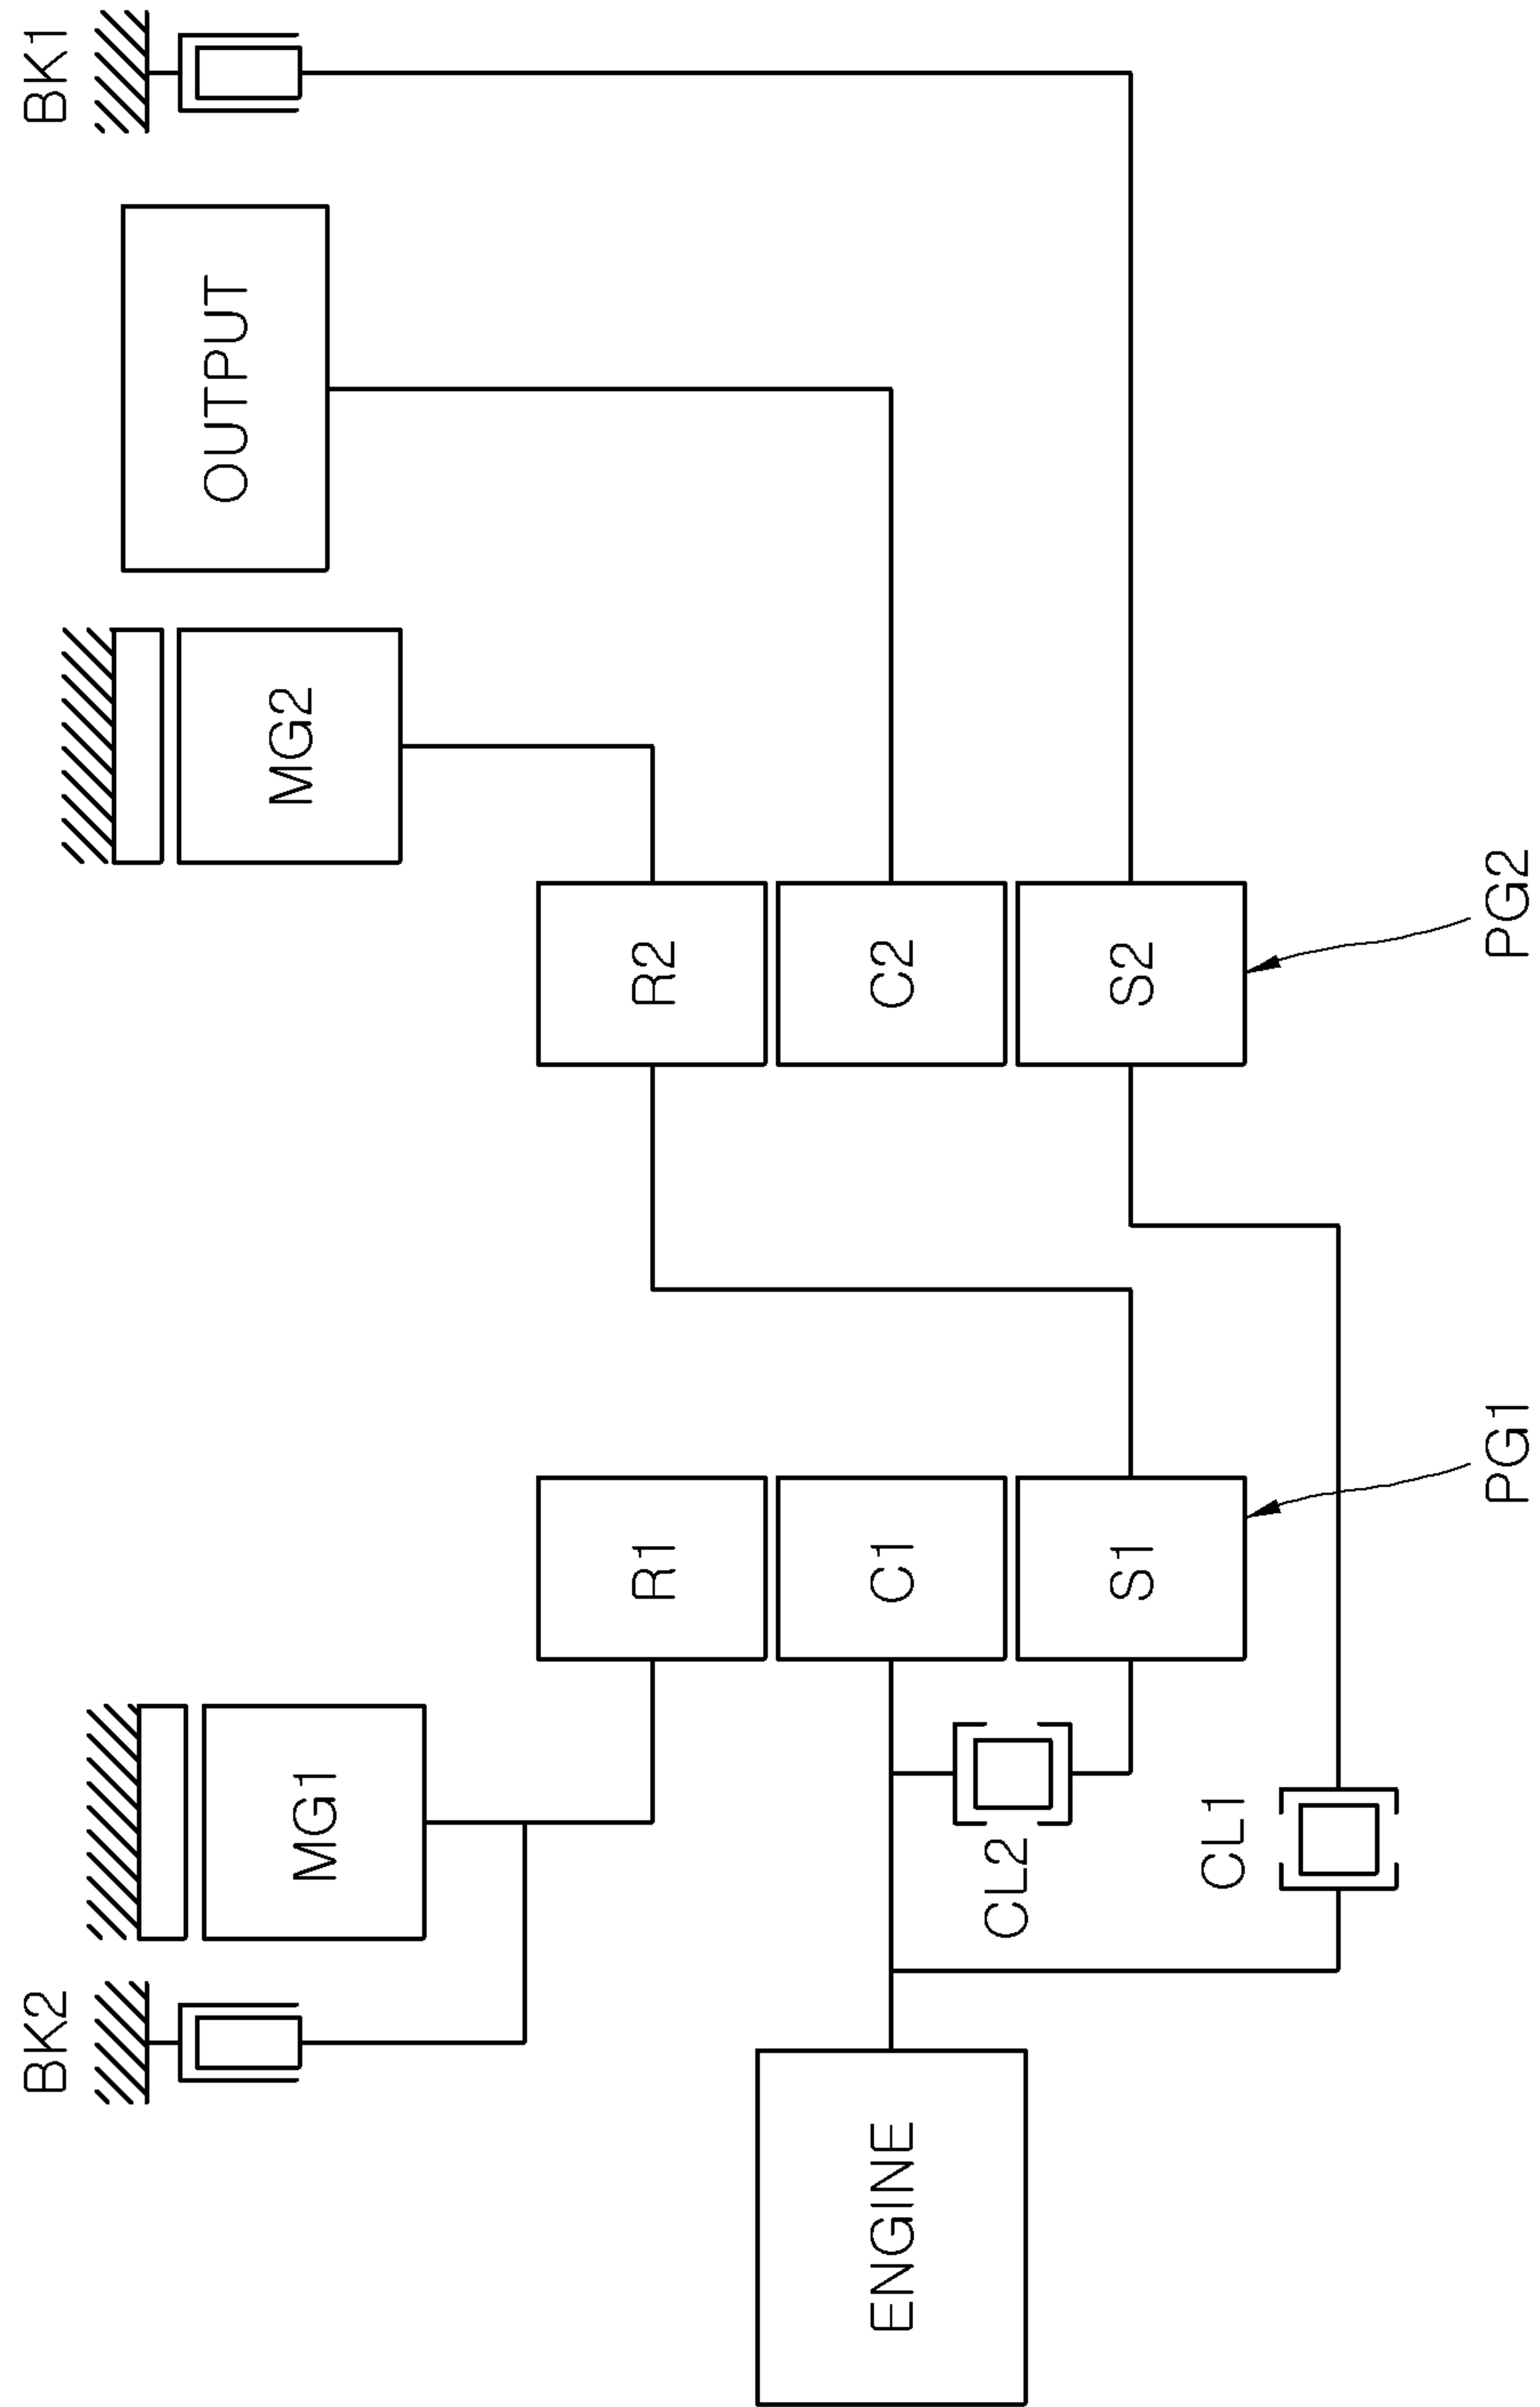 BK2
MG1
MG2
OUTPUT
BK1
R1
R2
ENGINE
C1
C2
CL2
S1
S2
CL1
PG1
PG2